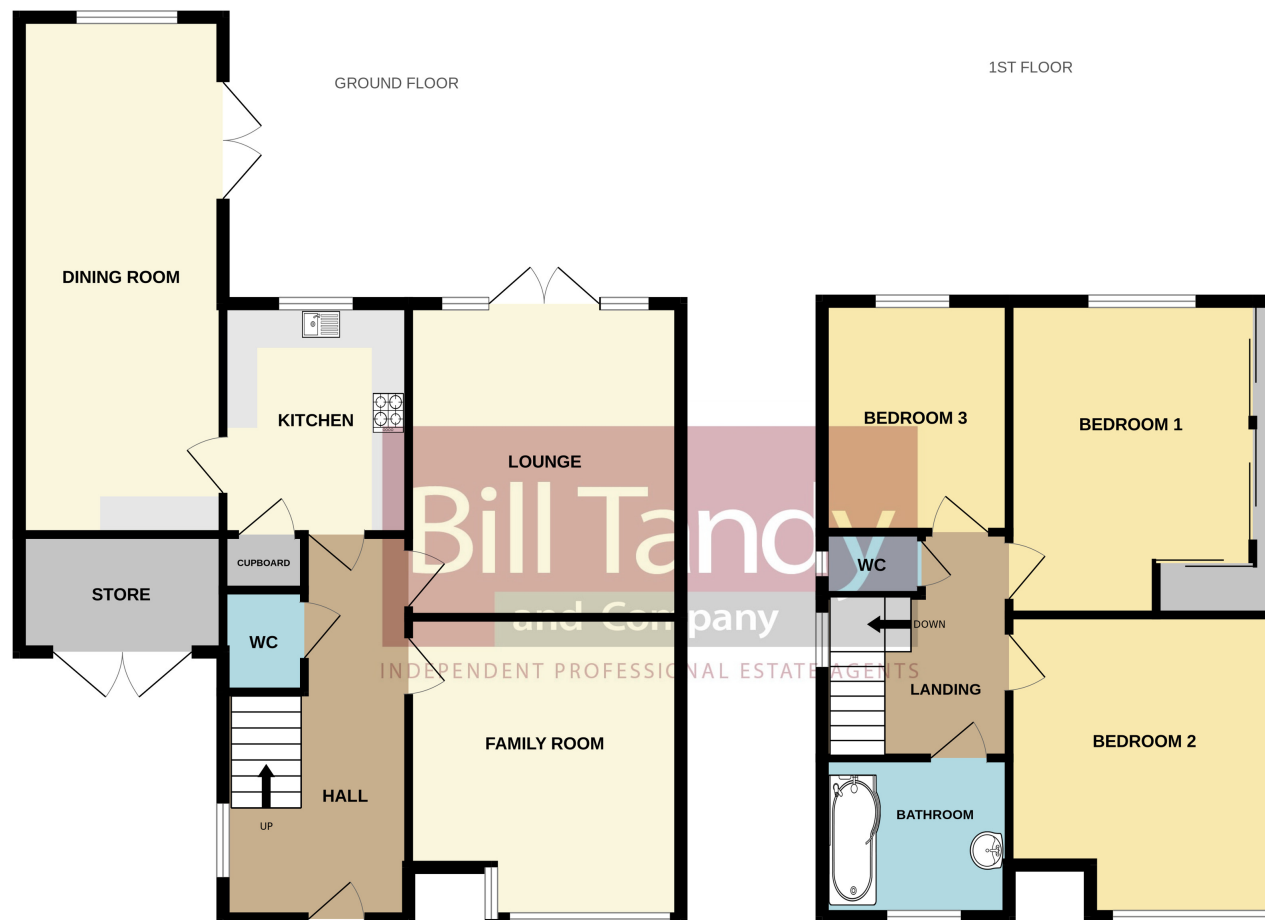 GROUND FLOOR
1ST FLOOR
DINING ROOM
KITCHEN
LOUNGE
CUPBOARD
STORE
WC
FAMILY ROOM
HALL
UP
BEDROOM 3
BEDROOM 1
WC
DOWN
LANDING
BEDROOM 2
BATHROOM
Bill Tandy
and Company
INDEPENDENT PROFESSIONAL ESTATE AGENTS